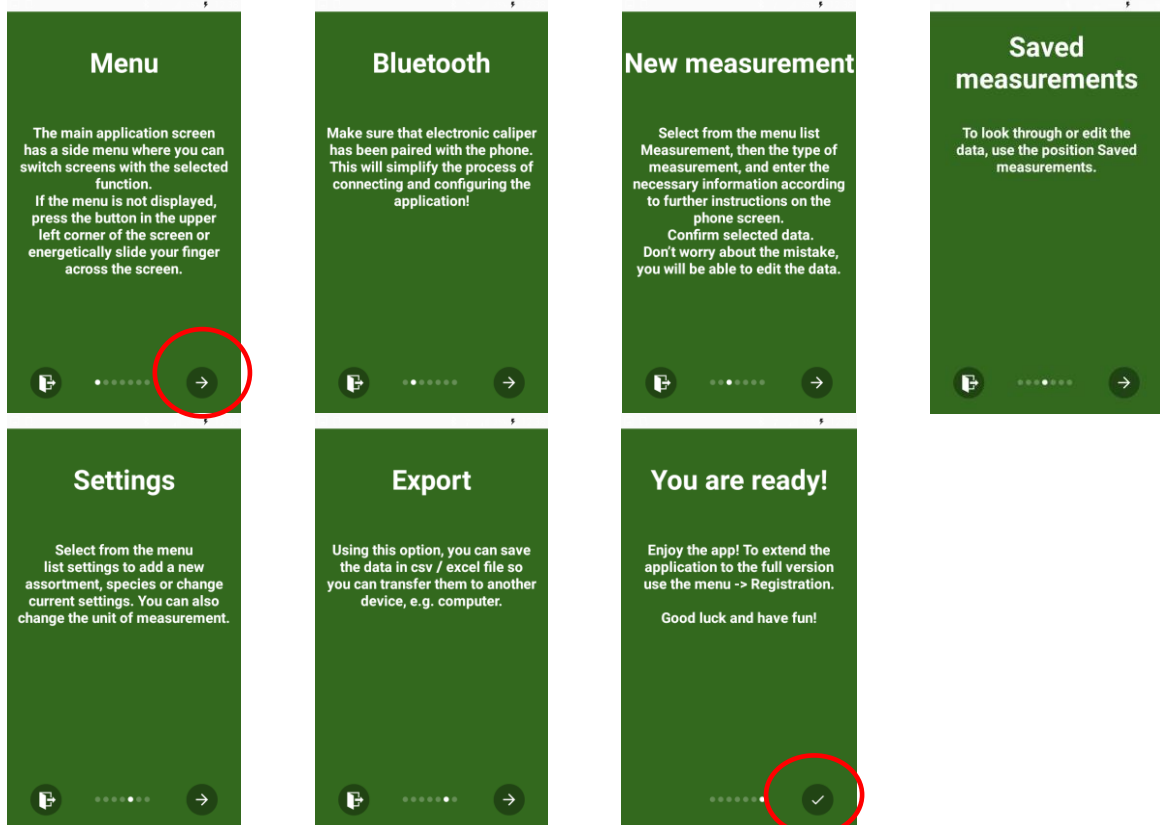 Menu
The main application screen
has a side menu where you can
switch screens with the selected
function.
If the menu is not displayed,
press the button in the upper
left corner of the screen or
energetically slide your finger
across the screen.
Bluetooth
Make sure that electronic caliper
has been paired with the phone.
This will simplify the process of
connecting and configuring the
application!
New measurement
Select from the menu list
Measurement, then the type of
measurement, and enter the
necessary information according
to further instructions on the
phone screen.
Confirm selected data.
Don't worry about the mistake,
you will be able to edit the data.
Saved
measurements
To look through or edit the
data, use the position Saved
measurements.
Settings
Select from the menu
list settings to add a new
assortment, species or change
current settings. You can also
change the unit of measurement.
Export
Using this option, you can save
the data in csv / excel file so
you can transfer them to another
device, e.g. computer.
You are ready!
Enjoy the app! To extend the
application to the full version
use the menu -> Registration.
Good luck and have fun!